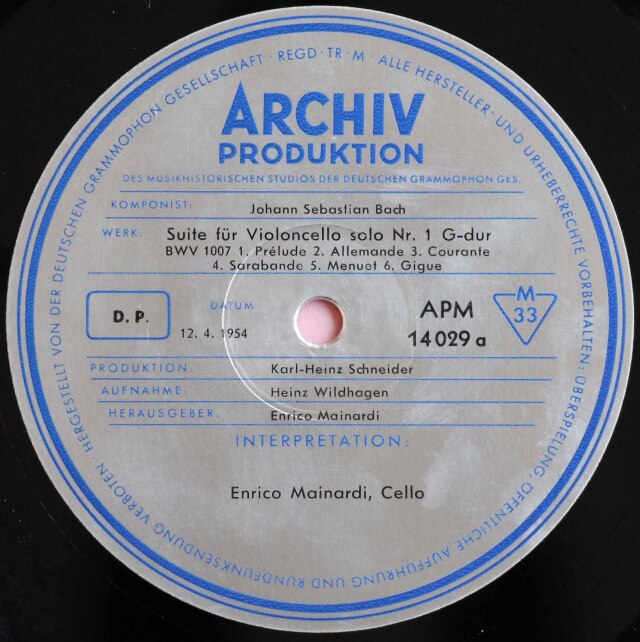 HERGESTELLT VON DER DEUTSCHEN GRAMMOPHON GESELLSCHAFT · REGD · TR · M · ALLE HERSTELLER- UND URHEBERRECHTE VORBEHALTEN: ÜBERSPIELUNG, ÖFFENTLICHE AUFFÜHRUNG UND RUNDFUNKSENDUNG VERBOTEN
ARCHIV
PRODUKTION
DES MUSIKHISTORISCHEN STUDIOS DER DEUTSCHEN GRAMMOPHON GES.
KOMPONIST: Johann Sebastian Bach
WERK: Suite für Violoncello solo Nr. 1 G-dur
BWV 1007 1. Prélude 2. Allemande 3. Courante
4. Sarabande 5. Menuet 6. Gigue
D. P.
DATUM
12. 4. 1954
APM
14 029 a
M
33
PRODUKTION: Karl-Heinz Schneider
AUFNAHME: Heinz Wildhagen
HERAUSGEBER: Enrico Mainardi
INTERPRETATION:
Enrico Mainardi, Cello